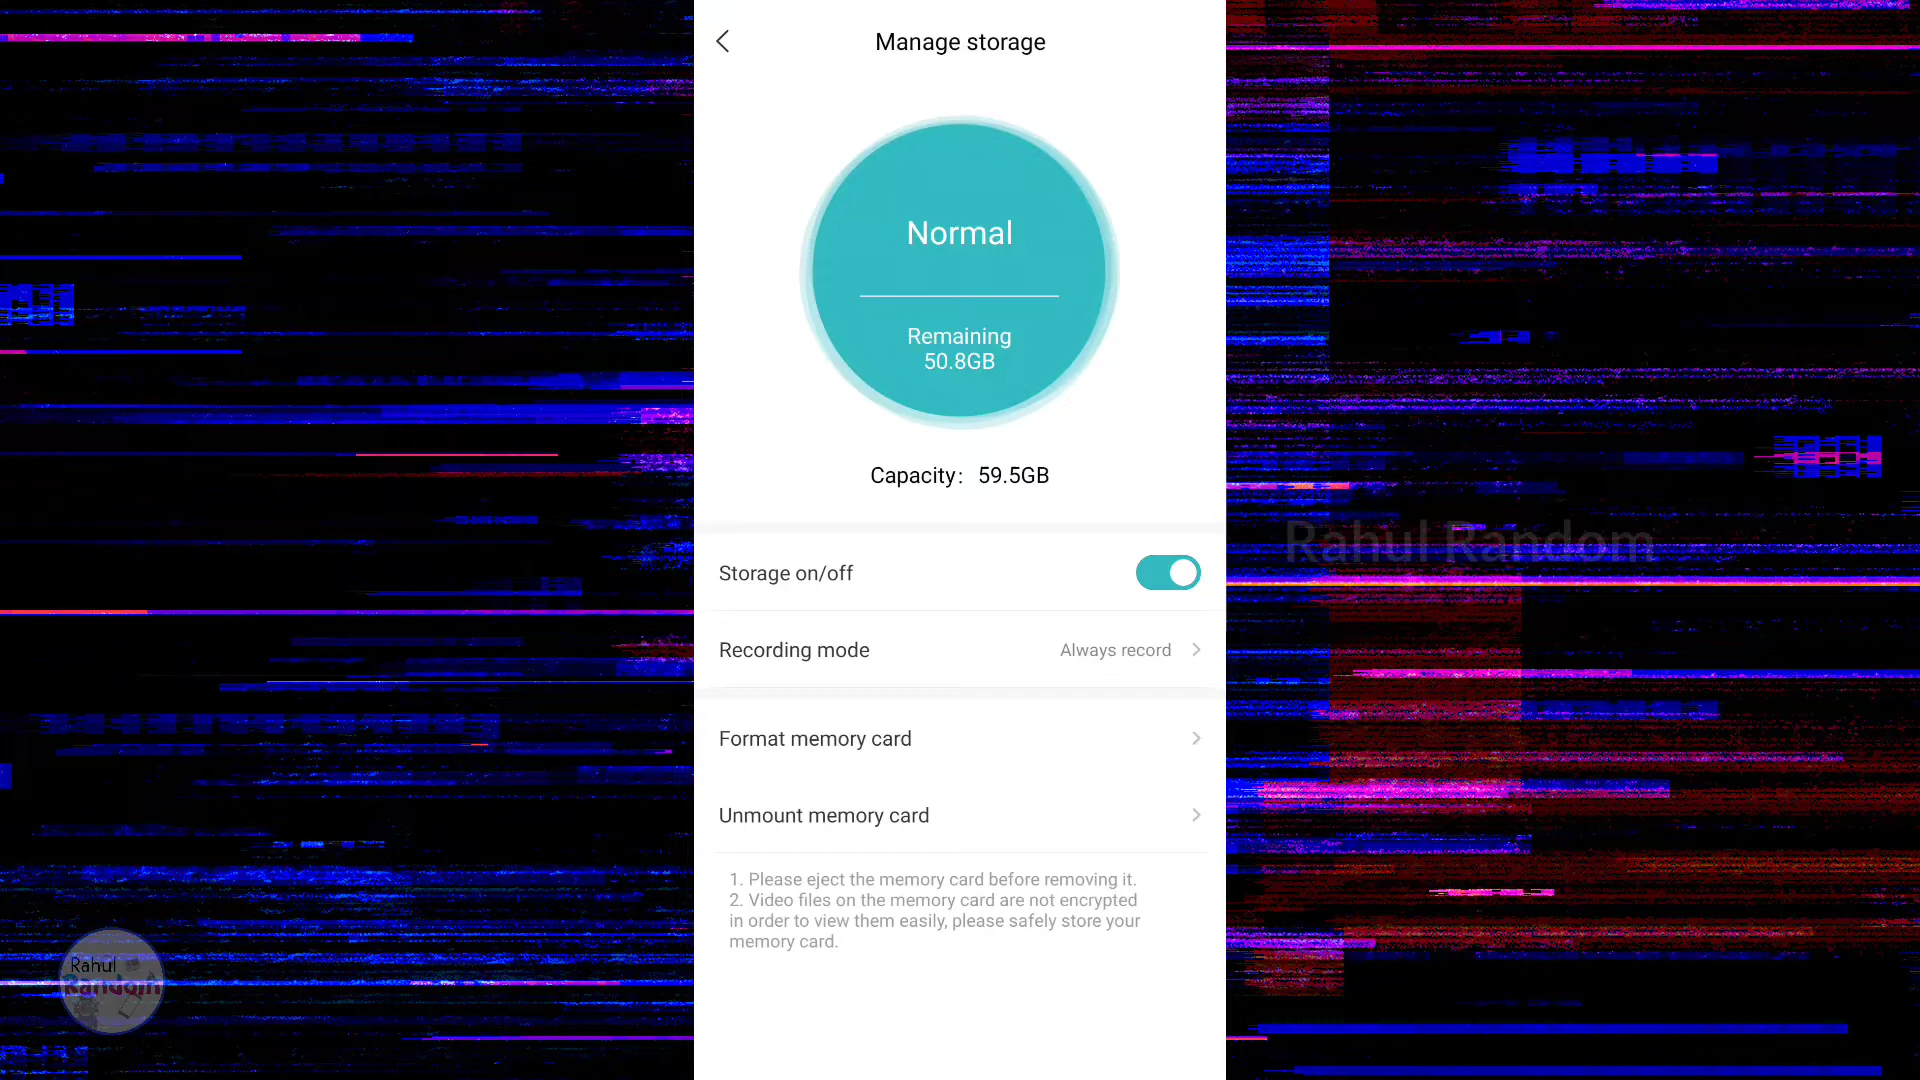 Manage storage
Normal
Remaining
50.8GB
Capacity: 59.5GB
Storage on/off
Recording mode Always record
Format memory card
Unmount memory card
1. Please eject the memory card before removing it.
2. Video files on the memory card are not encrypted
in order to view them easily, please safely store your
memory card.
Rahul Random
Rahul
Random